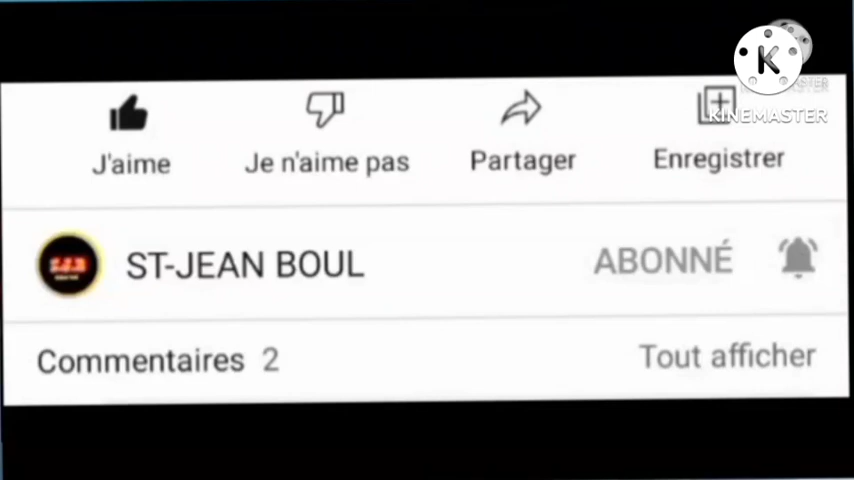 KINEMASTER
J'aime
Je n'aime pas
Partager
Enregistrer
ST-JEAN BOUL
ABONNÉ
Commentaires 2
Tout afficher